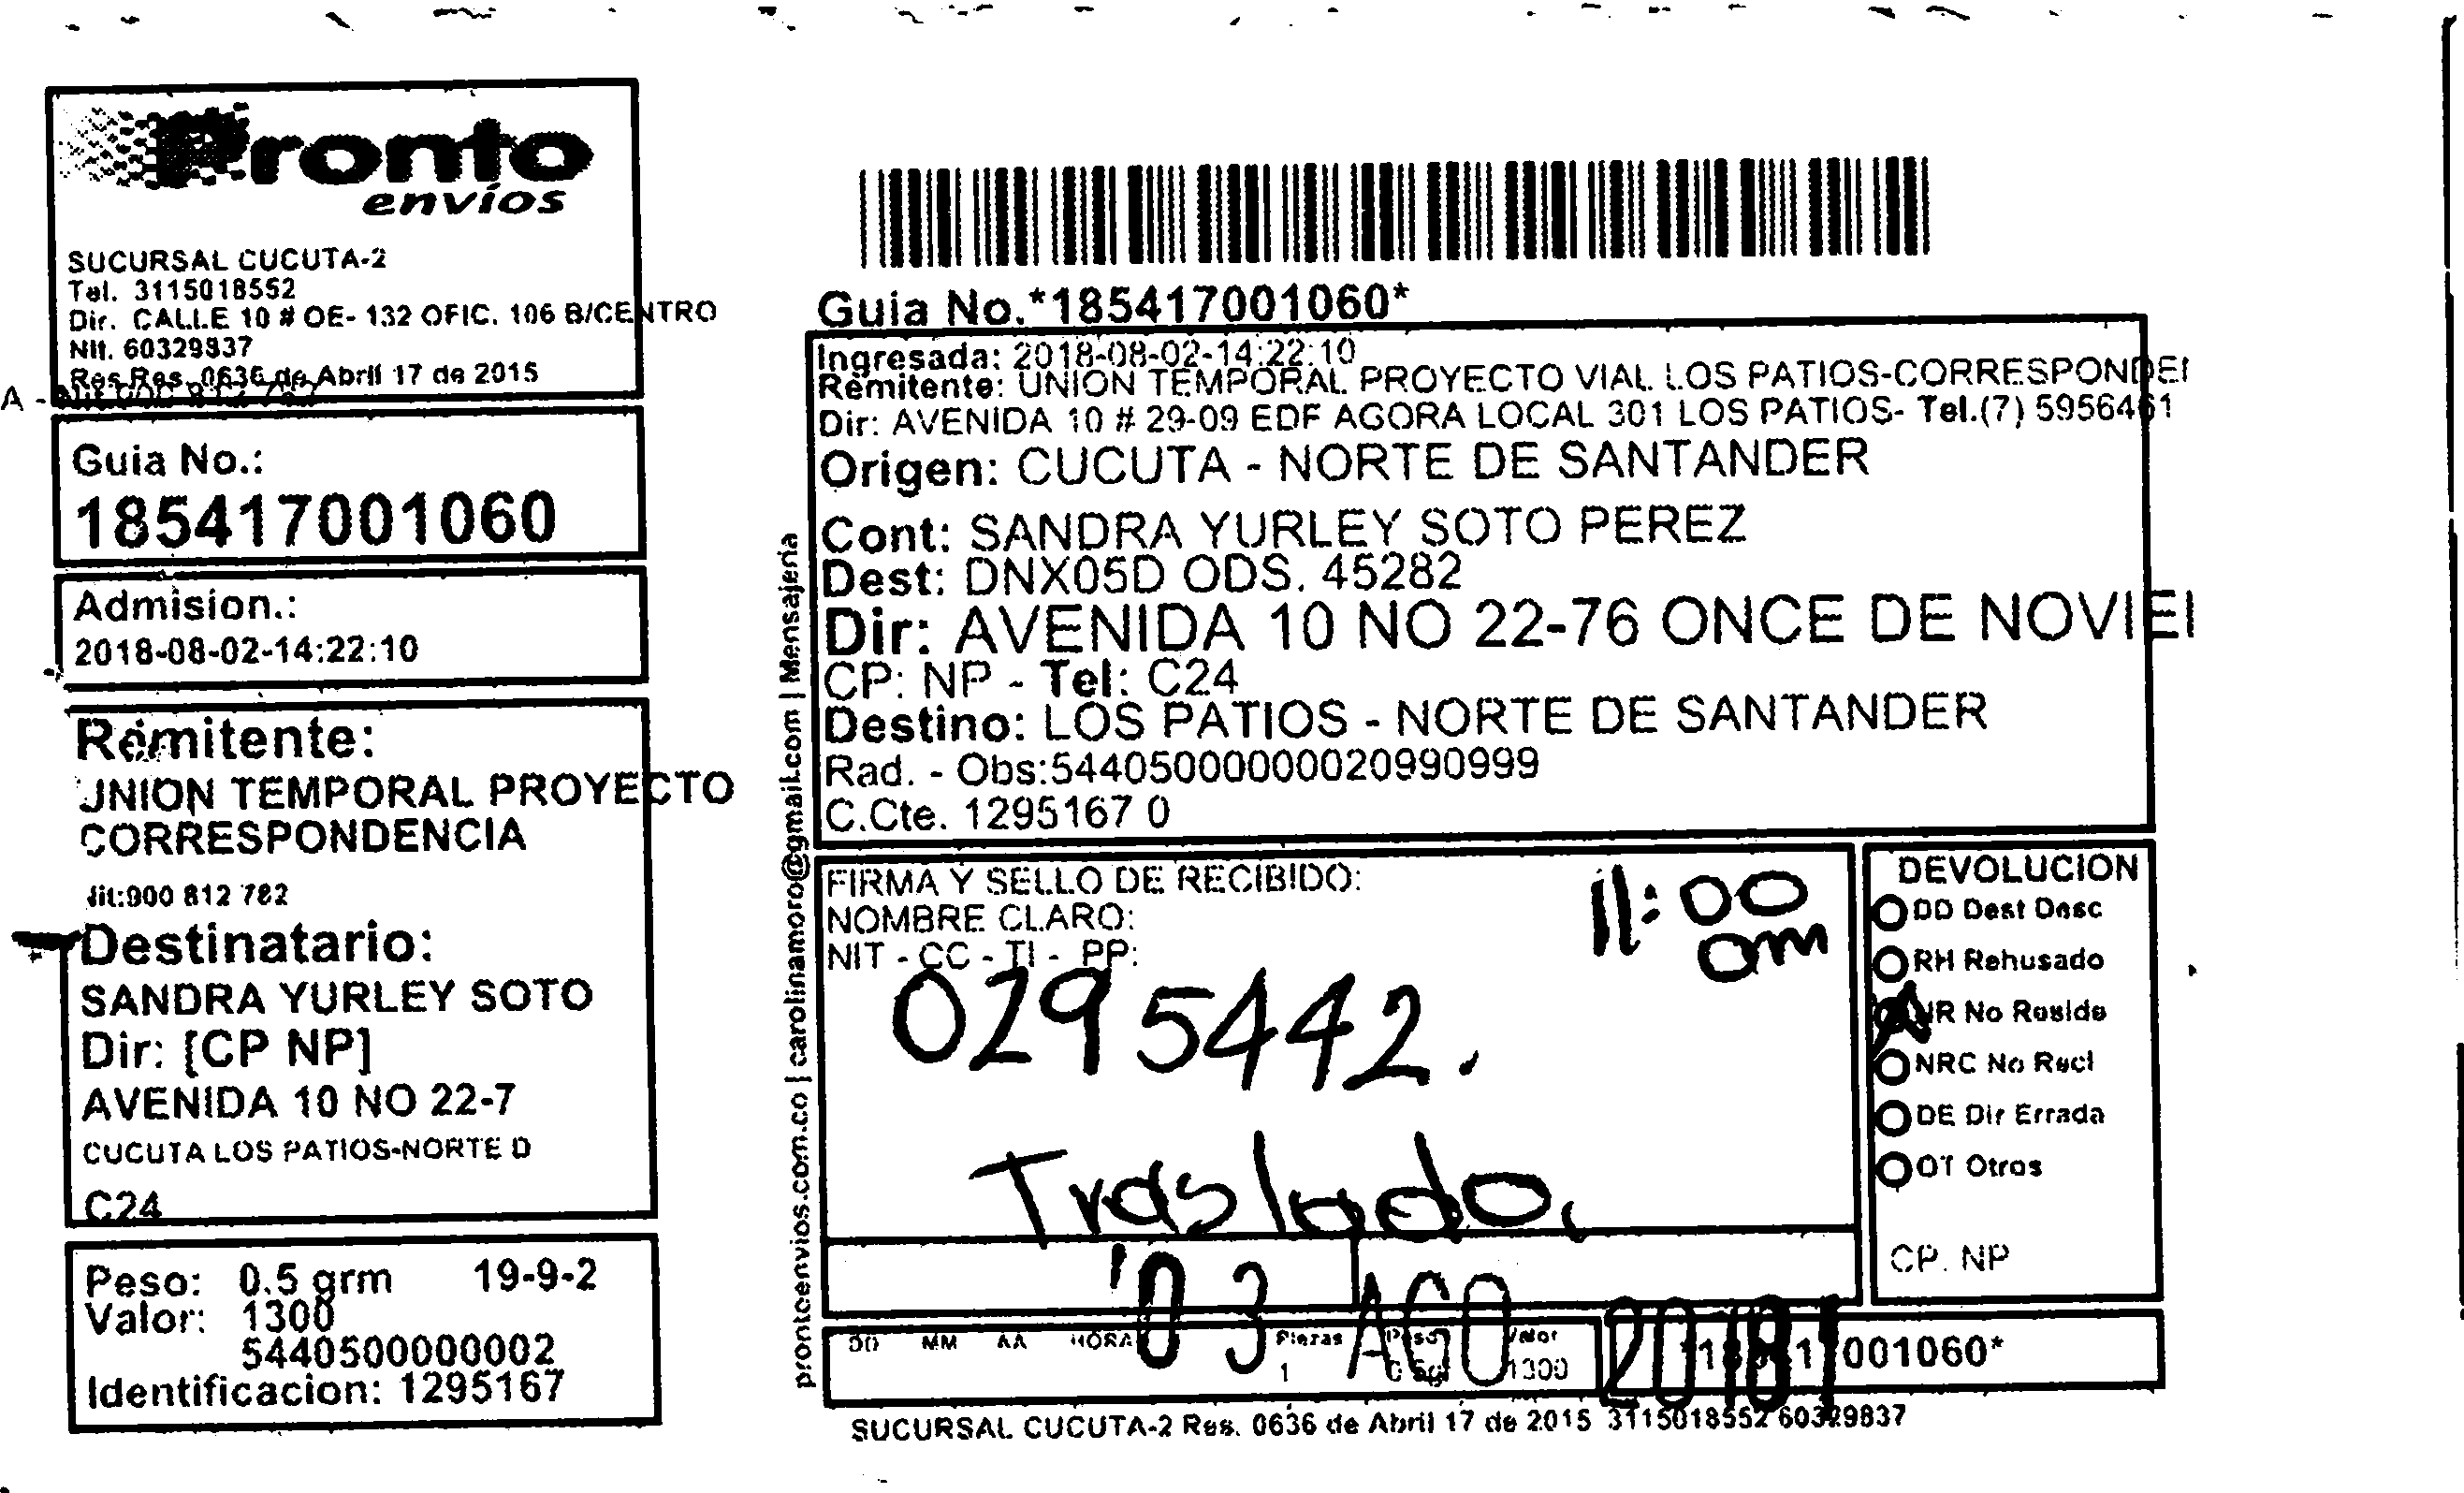 Pronto
envíos
SUCURSAL CUCUTA-2
Tel. 3115018552
Dir. CALLE 10 # OE- 132 OFIC. 106 B/CENTRO
Nit. 60329837
Res Res. 0636 de Abril 17 de 2015
Guia No.:
185417001060
Admision.:
2018-08-02-14:22:10
Remitente:
UNION TEMPORAL PROYECTO
CORRESPONDENCIA
Nit:900 812 782
Destinatario:
SANDRA YURLEY SOTO
Dir: [CP NP]
AVENIDA 10 NO 22-7
CUCUTA LOS PATIOS-NORTE D
C24
Peso: 0.5 grm 19-9-2
Valor: 1300
5440500000002
Identificacion: 1295167
prontoenvios.com.co | carolinamoro@gmail.com | Mensajeria
Guia No.*185417001060*
Ingresada: 2018-08-02-14:22:10
Remitente: UNION TEMPORAL PROYECTO VIAL LOS PATIOS-CORRESPONDEI
Dir: AVENIDA 10 # 29-09 EDF AGORA LOCAL 301 LOS PATIOS- Tel.(7) 5956461
Origen: CUCUTA - NORTE DE SANTANDER
Cont: SANDRA YURLEY SOTO PEREZ
Dest: DNX05D ODS. 45282
Dir: AVENIDA 10 NO 22-76 ONCE DE NOVIEI
CP: NP - Tel: C24
Destino: LOS PATIOS - NORTE DE SANTANDER
Rad. - Obs:544050000000020990999
C.Cte. 1295167 0
FIRMA Y SELLO DE RECIBIDO:
NOMBRE CLARO:
NIT - CC - TI - PP:
11:00
am
0295442.
Traslado.
03 AGO 2018
DEVOLUCION
DD Dest Desc
RH Rehusado
NR No Reside
NRC No Recl
DE Dir Errada
OT Otros
CP. NP
DD MM AA HORA Piezas Peso Valor
1 1300
*185417001060*
SUCURSAL CUCUTA-2 Res. 0636 de Abril 17 de 2015 3115018552 60329837